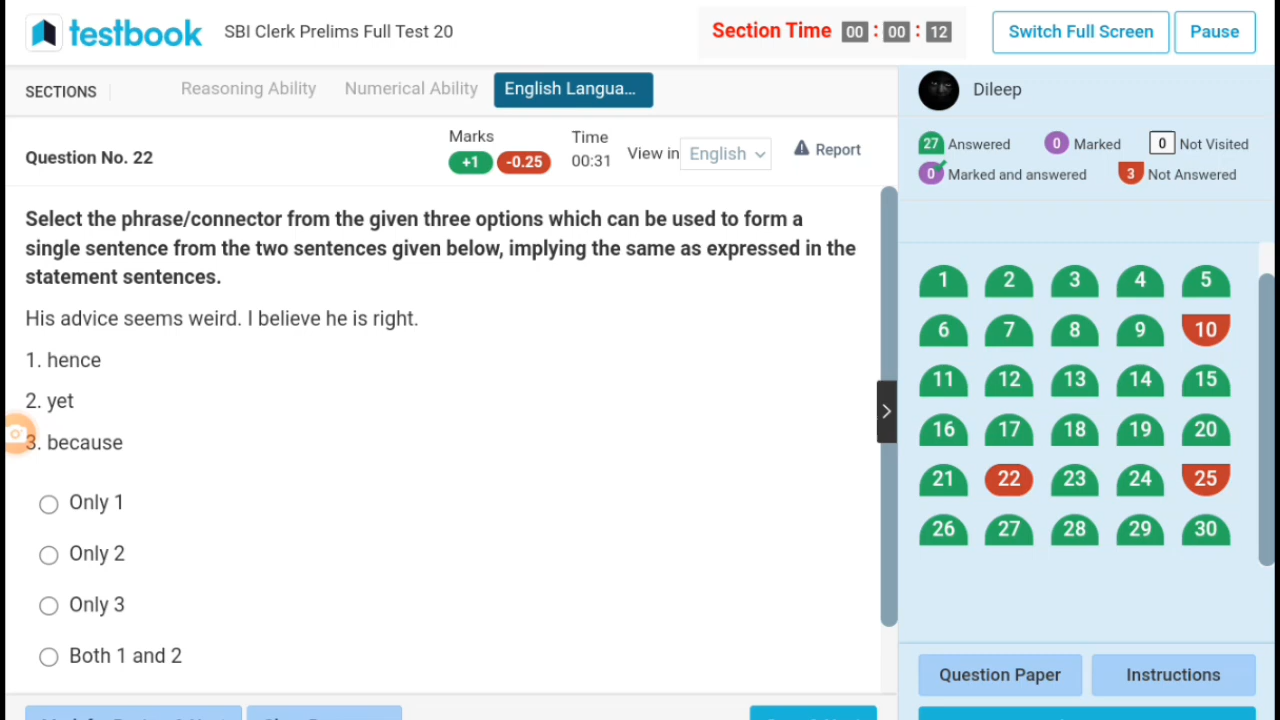 testbook
SBI Clerk Prelims Full Test 20
Section Time 00 : 00 : 12
Switch Full Screen
Pause
SECTIONS
Reasoning Ability
Numerical Ability
English Langua...
Dileep
Question No. 22
Marks
+1 -0.25
Time
00:31
View in English
Report
27 Answered
0 Marked
0 Not Visited
0 Marked and answered
3 Not Answered
Select the phrase/connector from the given three options which can be used to form a
single sentence from the two sentences given below, implying the same as expressed in the
statement sentences.
His advice seems weird. I believe he is right.
1. hence
2. yet
3. because
Only 1
Only 2
Only 3
Both 1 and 2
1 2 3 4 5
6 7 8 9 10
11 12 13 14 15
16 17 18 19 20
21 22 23 24 25
26 27 28 29 30
Question Paper
Instructions